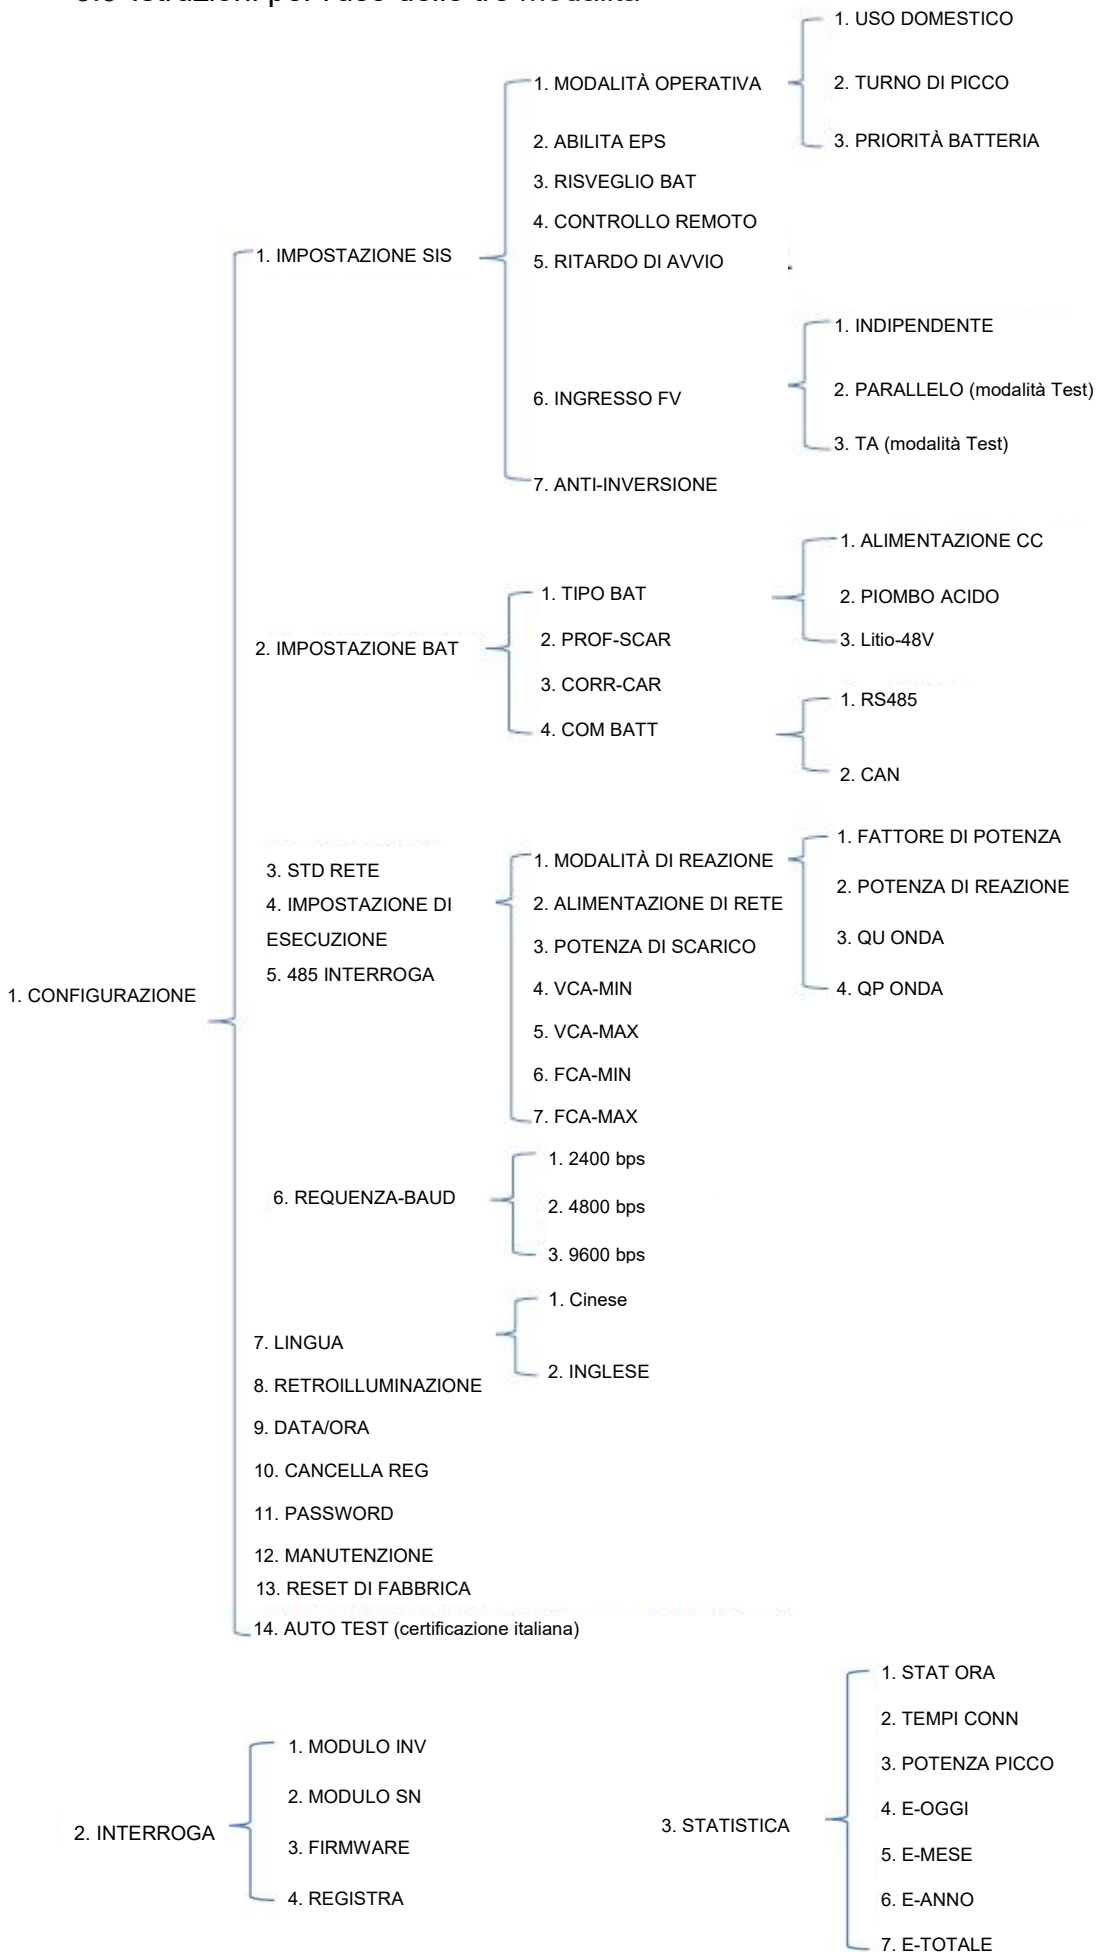 1. USO DOMESTICO
1. MODALITÀ OPERATIVA
2. TURNO DI PICCO
2. ABILITA EPS
3. PRIORITÀ BATTERIA
3. RISVEGLIO BAT
4. CONTROLLO REMOTO
1. IMPOSTAZIONE SIS
5. RITARDO DI AVVIO
1. INDIPENDENTE
6. INGRESSO FV
2. PARALLELO (modalità Test)
3. TA (modalità Test)
7. ANTI-INVERSIONE
1. ALIMENTAZIONE CC
1. TIPO BAT
2. PIOMBO ACIDO
2. IMPOSTAZIONE BAT
2. PROF-SCAR
3. Litio-48V
3. CORR-CAR
1. RS485
4. COM BATT
2. CAN
3. STD RETE
4. IMPOSTAZIONE DI
ESECUZIONE
5. 485 INTERROGA
1. MODALITÀ DI REAZIONE
1. FATTORE DI POTENZA
2. ALIMENTAZIONE DI RETE
2. POTENZA DI REAZIONE
3. POTENZA DI SCARICO
3. QU ONDA
4. VCA-MIN
4. QP ONDA
1. CONFIGURAZIONE
5. VCA-MAX
6. FCA-MIN
7. FCA-MAX
1. 2400 bps
6. REQUENZA-BAUD
2. 4800 bps
3. 9600 bps
1. Cinese
7. LINGUA
2. INGLESE
8. RETROILLUMINAZIONE
9. DATA/ORA
10. CANCELLA REG
11. PASSWORD
12. MANUTENZIONE
13. RESET DI FABBRICA
14. AUTO TEST (certificazione italiana)
1. MODULO INV
2. MODULO SN
2. INTERROGA
3. FIRMWARE
4. REGISTRA
1. STAT ORA
2. TEMPI CONN
3. POTENZA PICCO
4. E-OGGI
3. STATISTICA
5. E-MESE
6. E-ANNO
7. E-TOTALE